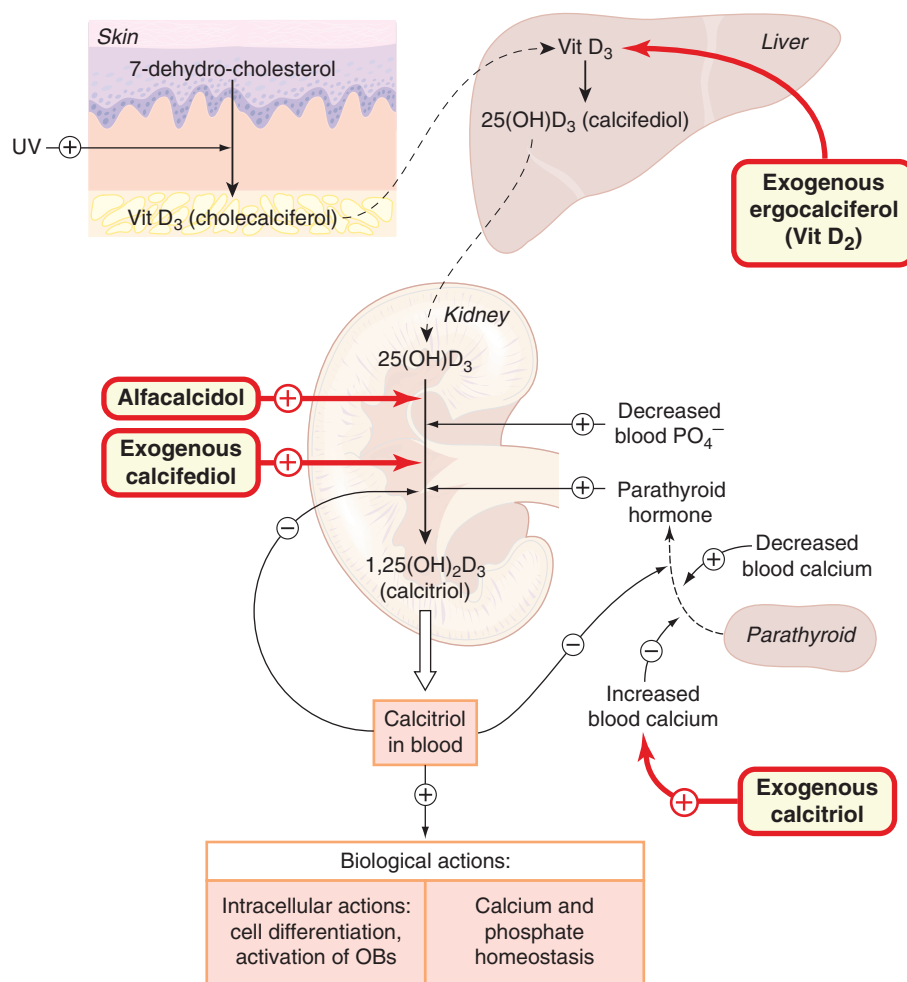 Skin
7-dehydro-cholesterol
UV +
Vit D₃ (cholecalciferol)
Liver
Vit D₃
25(OH)D₃ (calcifediol)
Exogenous
ergocalciferol
(Vit D₂)
Kidney
25(OH)D₃
Alfacalcidol +
Exogenous
calcifediol +
+ Decreased
blood PO₄⁻
+ Parathyroid
hormone
−
1,25(OH)₂D₃
(calcitriol)
+ Decreased
blood calcium
Parathyroid
−
−
Increased
blood calcium
Calcitriol
in blood
+ Exogenous
calcitriol
+
Biological actions:
Intracellular actions:
cell differentiation,
activation of OBs
Calcium and
phosphate
homeostasis